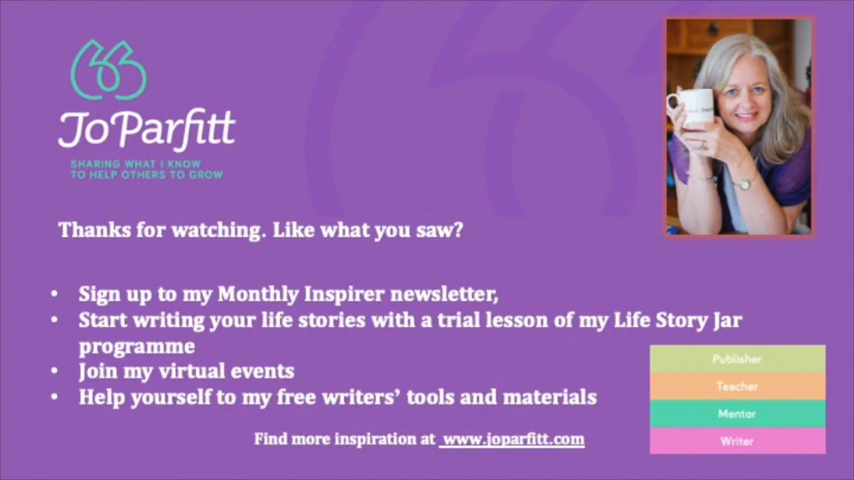 Jo Parfitt
SHARING WHAT I KNOW
TO HELP OTHERS TO GROW
Thanks for watching. Like what you saw?
• Sign up to my Monthly Inspirer newsletter,
• Start writing your life stories with a trial lesson of my Life Story Jar
programme
• Join my virtual events
• Help yourself to my free writers’ tools and materials
Find more inspiration at www.joparfitt.com
Publisher
Teacher
Mentor
Writer